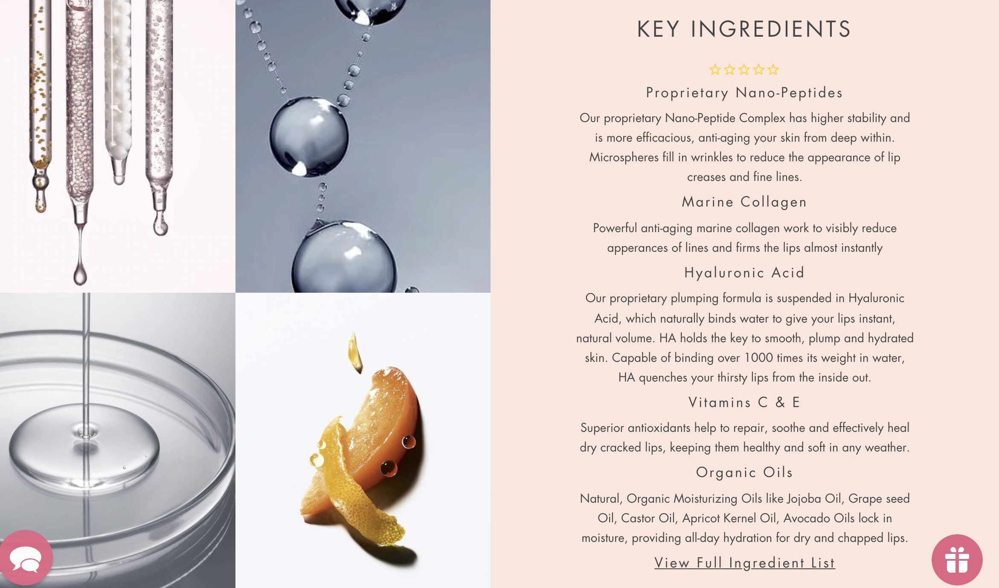 KEY INGREDIENTS
Proprietary Nano-Peptides
Our proprietary Nano-Peptide Complex has higher stability and
is more efficacious, anti-aging your skin from deep within.
Microspheres fill in wrinkles to reduce the appearance of lip
creases and fine lines.
Marine Collagen
Powerful anti-aging marine collagen work to visibly reduce
apperances of lines and firms the lips almost instantly
Hyaluronic Acid
Our proprietary plumping formula is suspended in Hyaluronic
Acid, which naturally binds water to give your lips instant,
natural volume. HA holds the key to smooth, plump and hydrated
skin. Capable of binding over 1000 times its weight in water,
HA quenches your thirsty lips from the inside out.
Vitamins C & E
Superior antioxidants help to repair, soothe and effectively heal
dry cracked lips, keeping them healthy and soft in any weather.
Organic Oils
Natural, Organic Moisturizing Oils like Jojoba Oil, Grape seed
Oil, Castor Oil, Apricot Kernel Oil, Avocado Oils lock in
moisture, providing all-day hydration for dry and chapped lips.
View Full Ingredient List